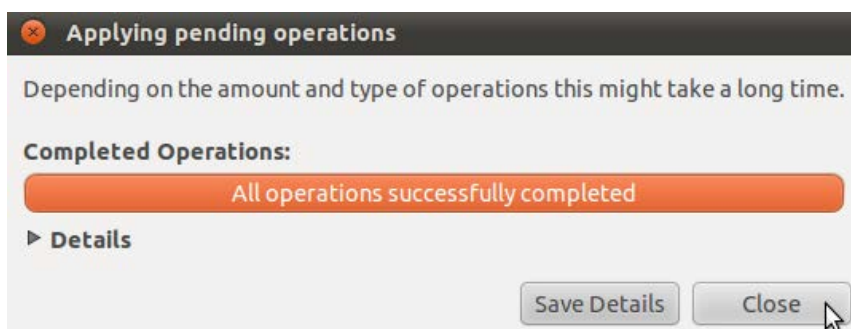 Applying pending operations
Depending on the amount and type of operations this might take a long time.
Completed Operations:
All operations successfully completed
Details
Save Details
Close